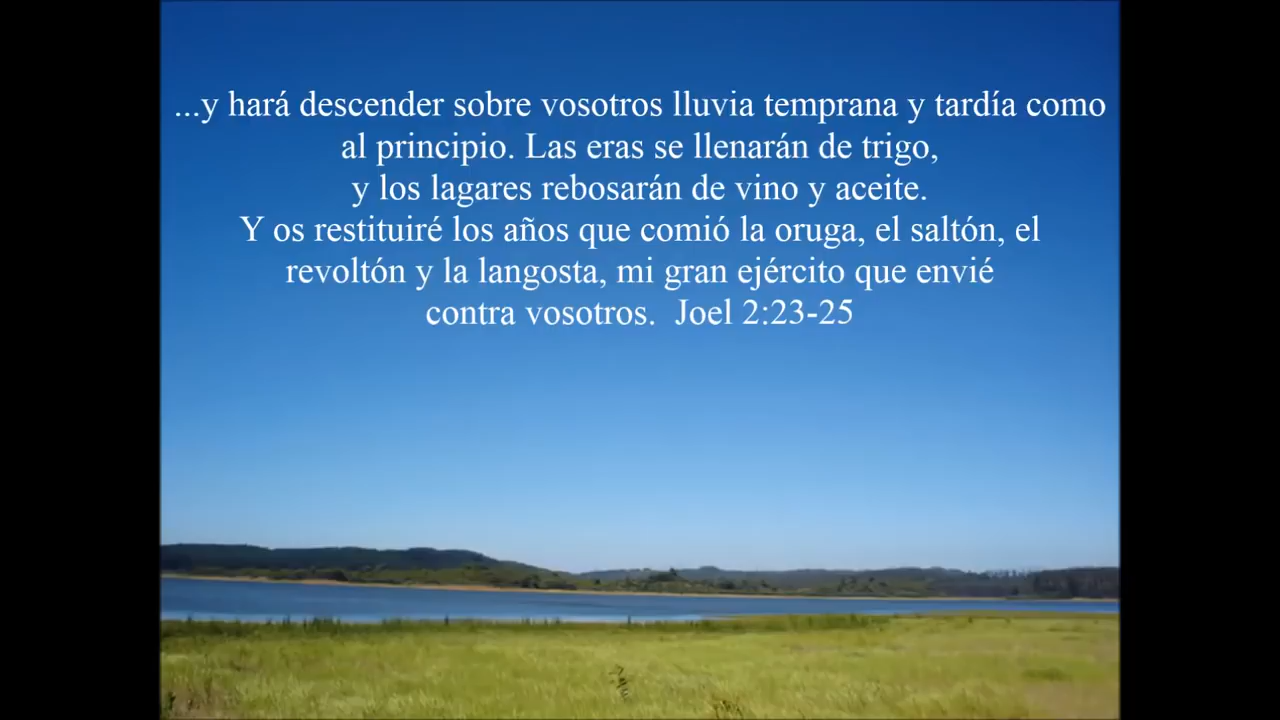 ...y hará descender sobre vosotros lluvia temprana y tardía como
al principio. Las eras se llenarán de trigo,
y los lagares rebosarán de vino y aceite.
Y os restituiré los años que comió la oruga, el saltón, el
revoltón y la langosta, mi gran ejército que envié
contra vosotros.  Joel 2:23-25